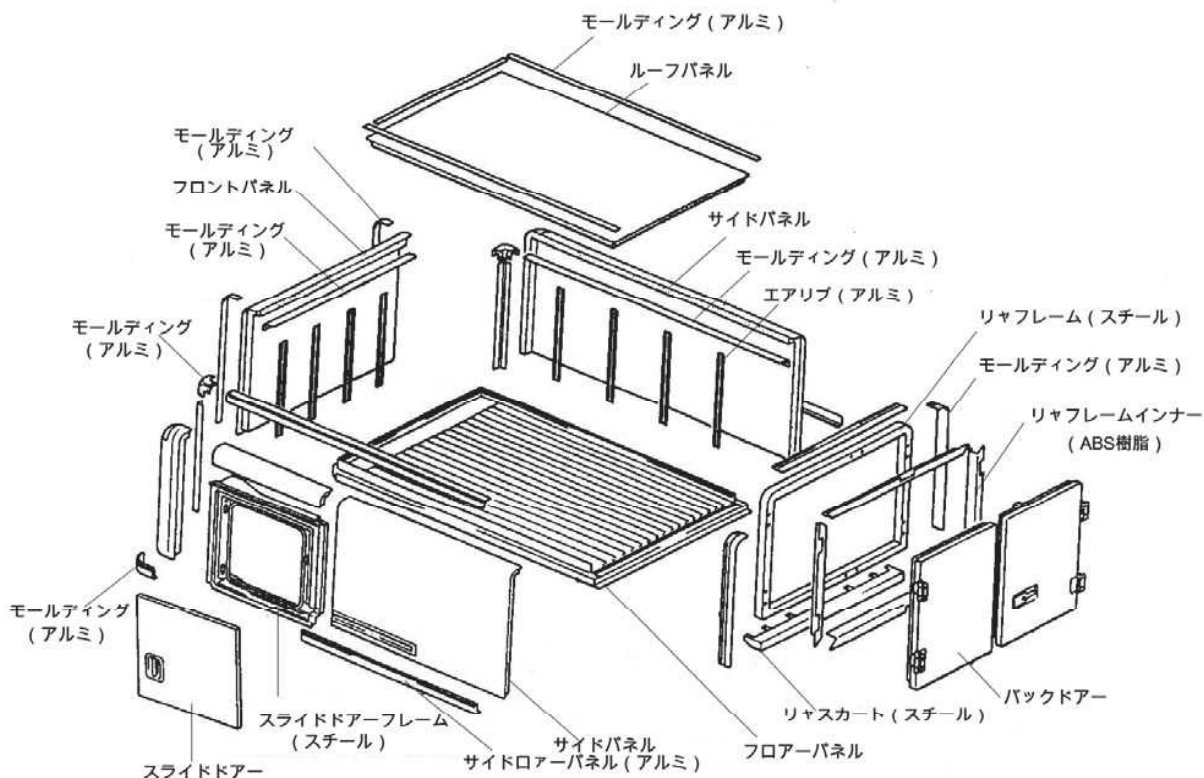 モールディング（アルミ）
ルーフパネル
モールディング
（アルミ）
フロントパネル
モールディング
（アルミ）
サイドパネル
モールディング（アルミ）
エアリブ（アルミ）
リヤフレーム（スチール）
モールディング
（アルミ）
モールディング（アルミ）
リヤフレームインナー
（ABS樹脂）
モールディング
（アルミ）
バックドアー
リヤスカート（スチール）
スライドドアーフレーム
（スチール）
サイドパネル
フロアーパネル
サイドロァーパネル（アルミ）
スライドドアー